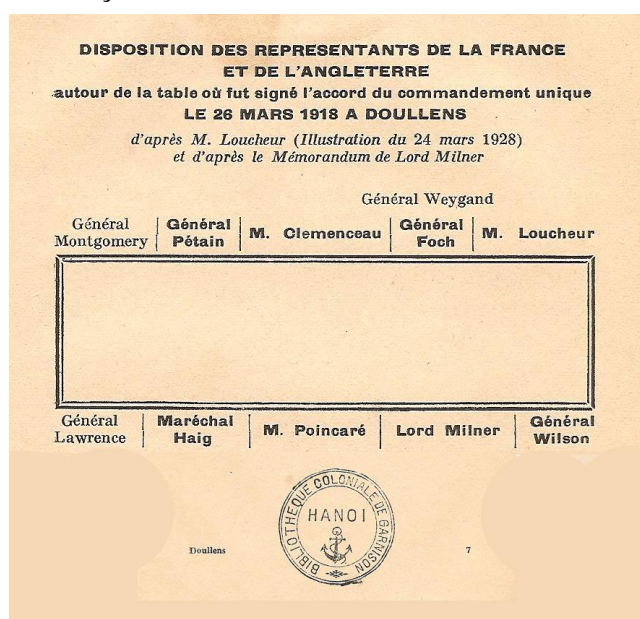 DISPOSITION DES REPRESENTANTS DE LA FRANCE
ET DE L'ANGLETERRE
autour de la table où fut signé l'accord du commandement unique
LE 26 MARS 1918 A DOULLENS
d'après M. Loucheur (Illustration du 24 mars 1928)
et d'après le Mémorandum de Lord Milner
Général Weygand
Général Montgomery | Général Pétain | M. Clemenceau | Général Foch | M. Loucheur
Général Lawrence | Maréchal Haig | M. Poincaré | Lord Milner | Général Wilson
BIBLIOTHEQUE COLONIALE DE GARNISON
HANOI
Doullens 7